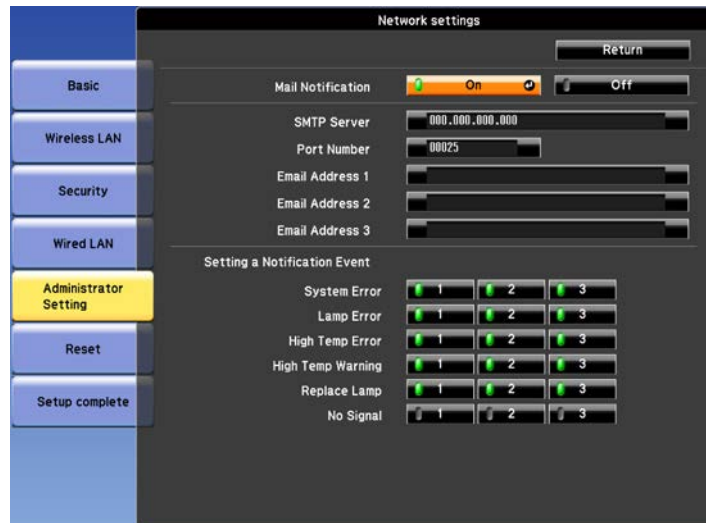 Network settings
Return
Basic
Wireless LAN
Security
Wired LAN
Administrator
Setting
Reset
Setup complete
Mail Notification On Off
SMTP Server 000.000.000.000
Port Number 00025
Email Address 1
Email Address 2
Email Address 3
Setting a Notification Event
System Error 1 2 3
Lamp Error 1 2 3
High Temp Error 1 2 3
High Temp Warning 1 2 3
Replace Lamp 1 2 3
No Signal 1 2 3